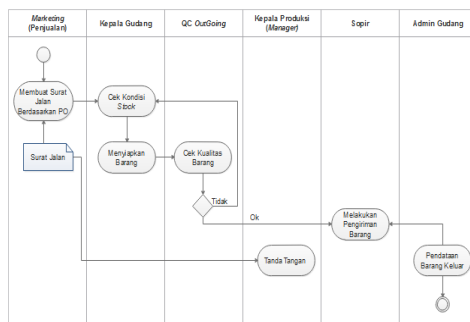 Marketing
(Penjualan)
Kepala Gudang
QC OutGoing
Kepala Produksi
(Manager)
Sopir
Admin Gudang
Membuat Surat
Jalan
Berdasarkan PO
Cek Kondisi
Stock
Surat Jalan
Menyiapkan
Barang
Cek Kualitas
Barang
Tidak
Ok
Melakukan
Pengiriman
Barang
Tanda Tangan
Pendataan
Barang Keluar